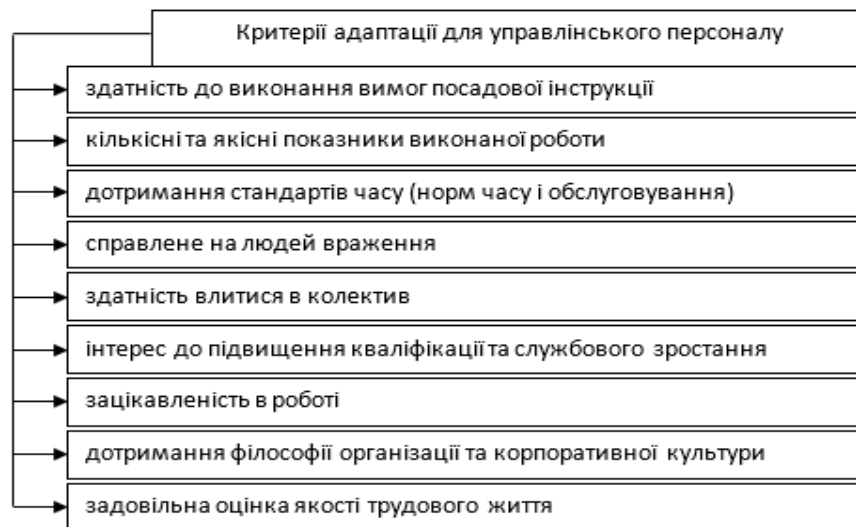 Критерії адаптації для управлінського персоналу
здатність до виконання вимог посадової інструкції
кількісні та якісні показники виконаної роботи
дотримання стандартів часу (норм часу і обслуговування)
справлене на людей враження
здатність влитися в колектив
інтерес до підвищення кваліфікації та службового зростання
зацікавленість в роботі
дотримання філософії організації та корпоративної культури
задовільна оцінка якості трудового життя